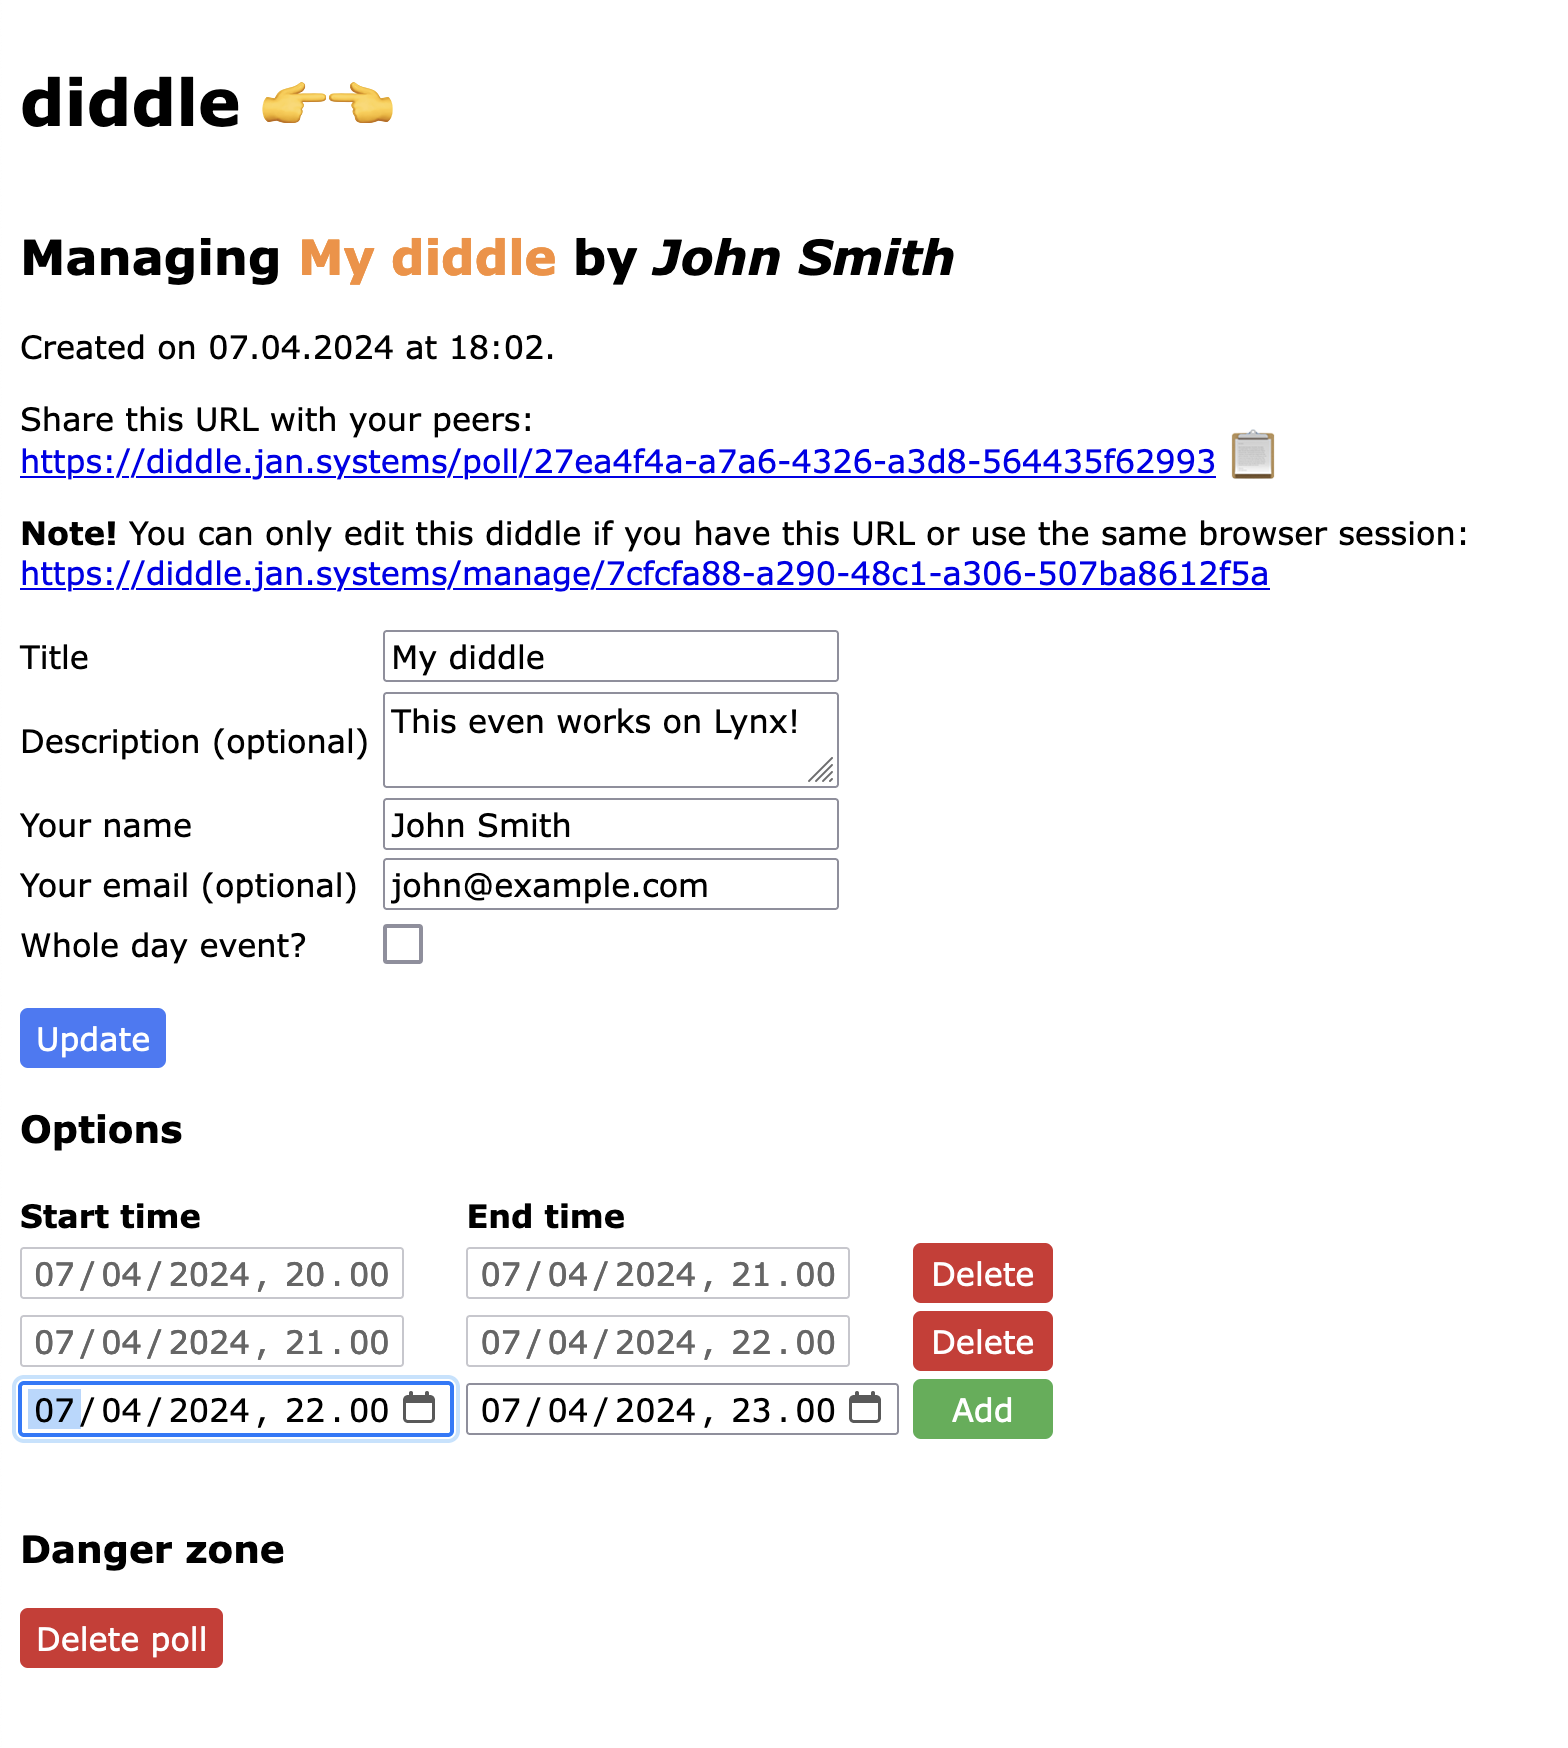 diddle 👉👈
Managing My diddle by John Smith
Created on 07.04.2024 at 18:02.
Share this URL with your peers:
https://diddle.jan.systems/poll/27ea4f4a-a7a6-4326-a3d8-564435f62993 📋
Note! You can only edit this diddle if you have this URL or use the same browser session:
https://diddle.jan.systems/manage/7cfcfa88-a290-48c1-a306-507ba8612f5a
Title My diddle
Description (optional) This even works on Lynx!
Your name John Smith
Your email (optional) john@example.com
Whole day event?
Update
Options
Start time End time
07/04/2024, 20.00 07/04/2024, 21.00 Delete
07/04/2024, 21.00 07/04/2024, 22.00 Delete
07/04/2024, 22.00 07/04/2024, 23.00 Add
Danger zone
Delete poll